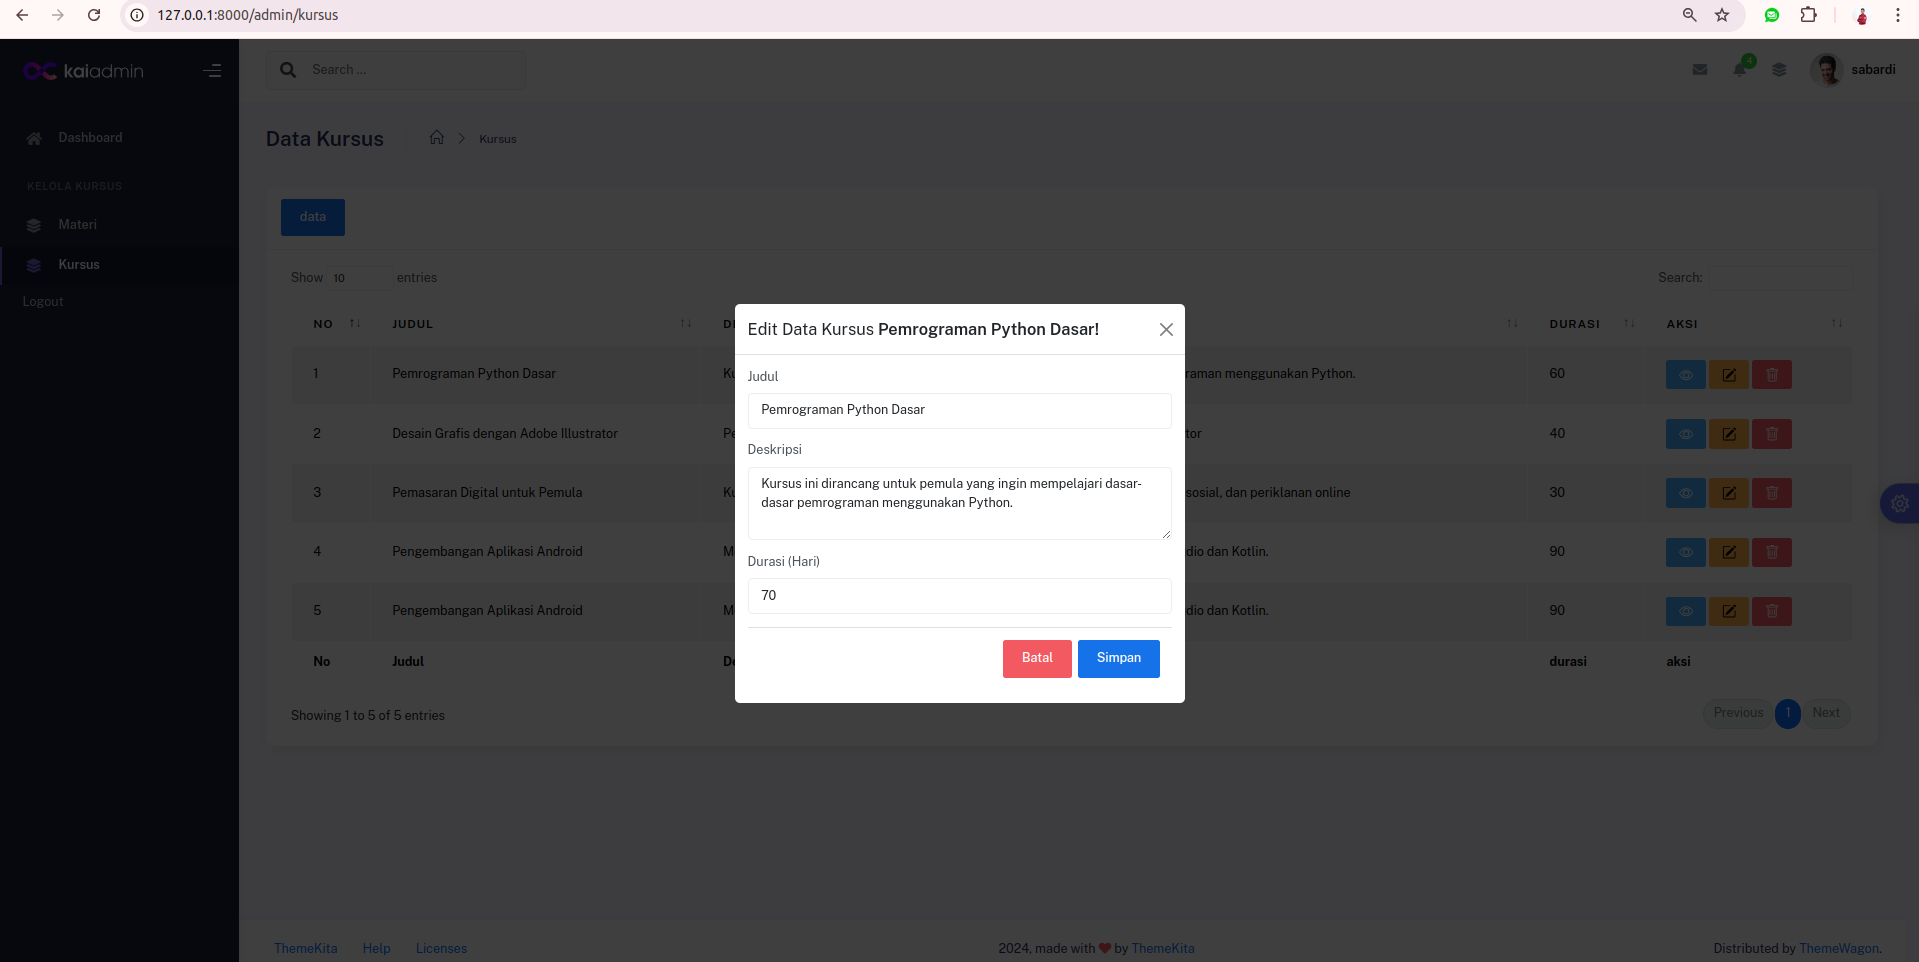 127.0.0.1:8000/admin/kursus
kaiadmin
Search ...
4
sabardi
Dashboard
KELOLA KURSUS
Materi
Kursus
Logout
Data Kursus
Kursus
data
Show 10 entries
Search:
NO JUDUL DURASI AKSI
1 Pemrograman Python Dasar menggunakan Python. 60
2 Desain Grafis dengan Adobe Illustrator 40
3 Pemasaran Digital untuk Pemula sosial, dan periklanan online 30
4 Pengembangan Aplikasi Android dan Kotlin. 90
5 Pengembangan Aplikasi Android dan Kotlin. 90
No Judul durasi aksi
Showing 1 to 5 of 5 entries
Previous 1 Next
Edit Data Kursus Pemrograman Python Dasar!
Judul
Pemrograman Python Dasar
Deskripsi
Kursus ini dirancang untuk pemula yang ingin mempelajari dasar-
dasar pemrograman menggunakan Python.
Durasi (Hari)
70
Batal Simpan
ThemeKita Help Licenses
2024, made with by ThemeKita
Distributed by ThemeWagon.